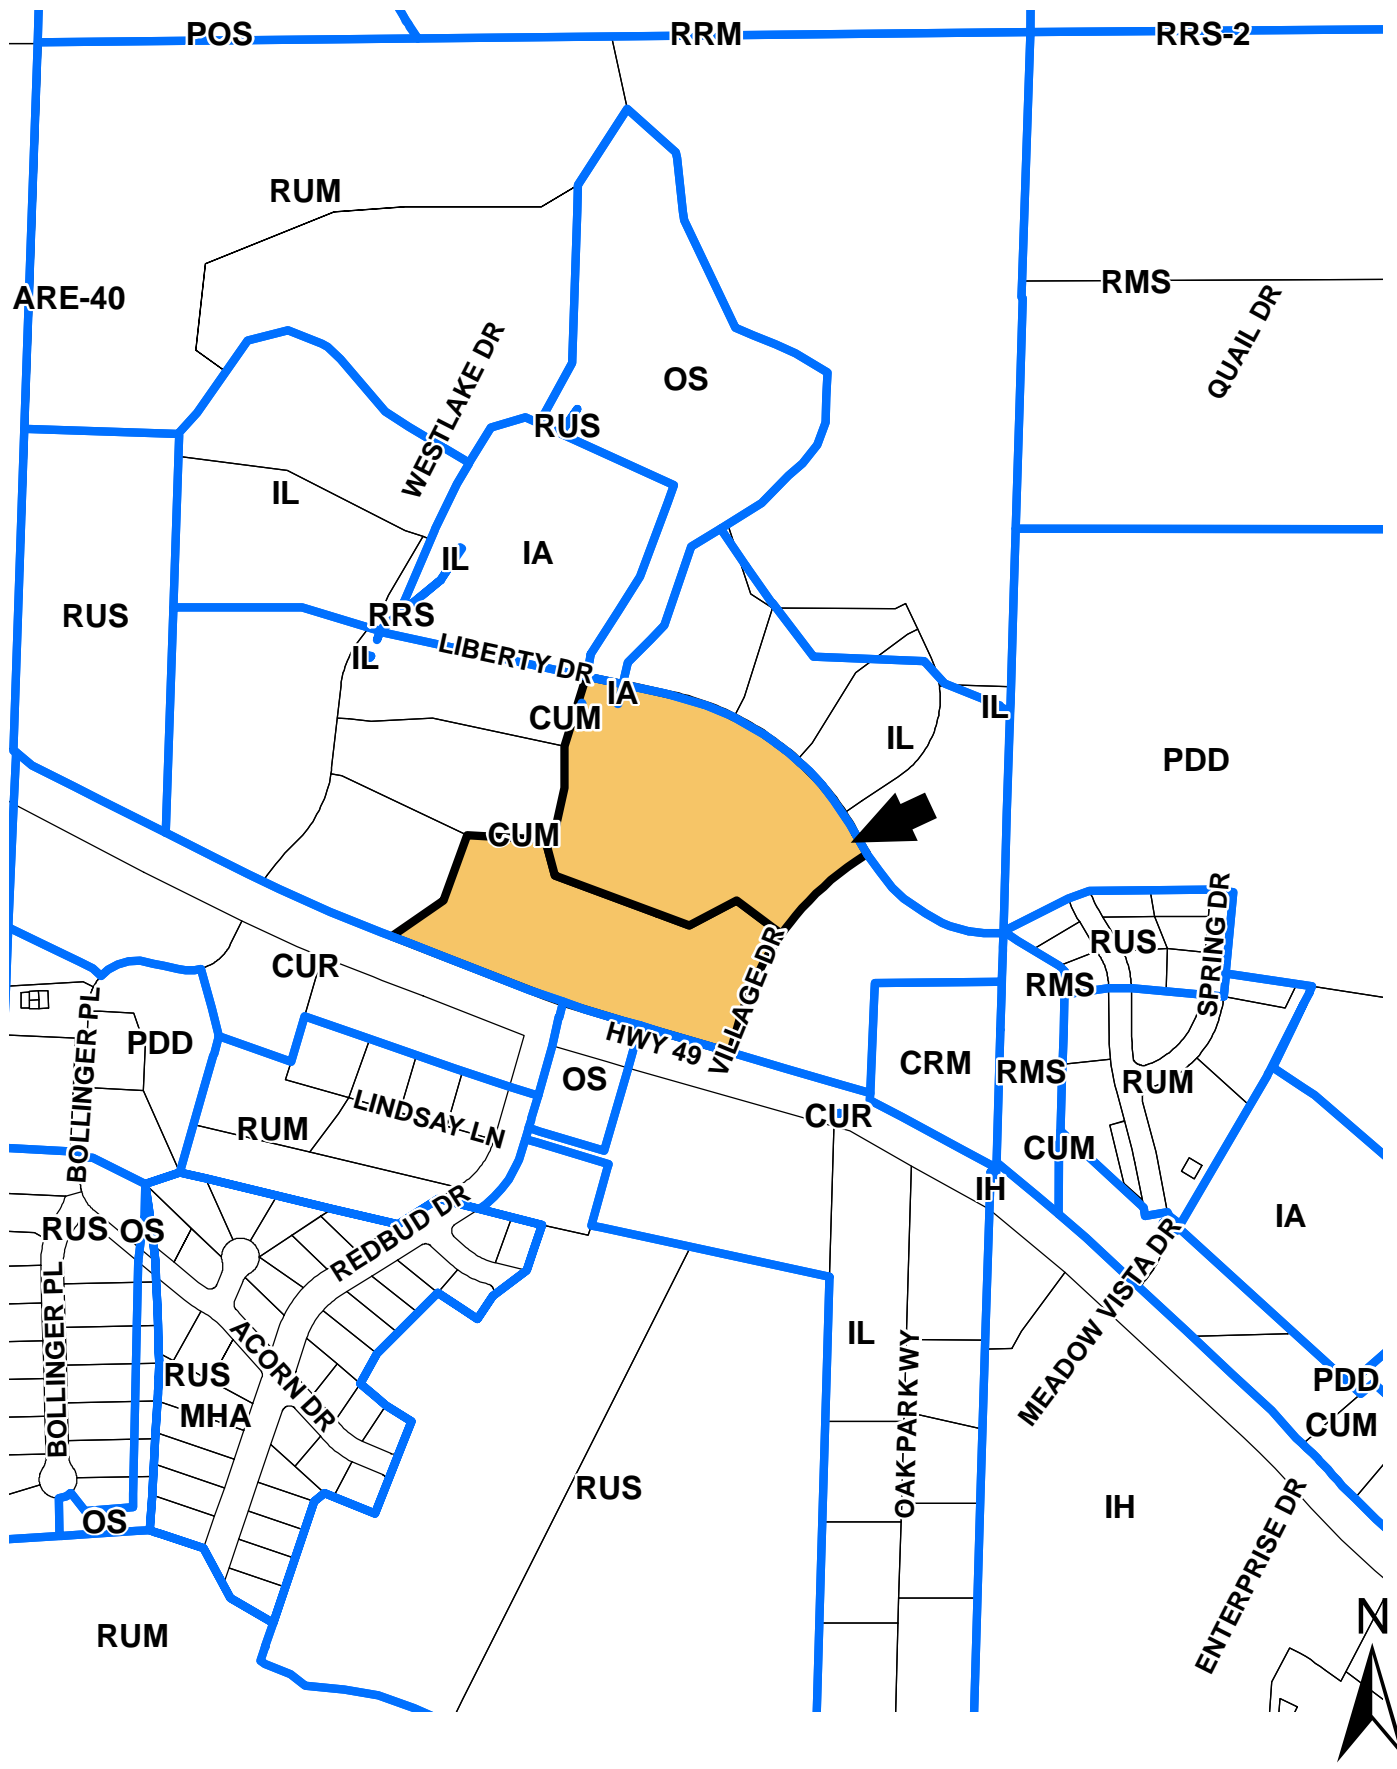 POS
RRM
RRS-2
RUM
RMS
ARE-40
QUAIL DR
WESTLAKE DR
OS
RUS
IL
IA
IL
RUS
RRS
LIBERTY DR
IL
IA
CUM
IL
IL
PDD
CUM
SPRING DR
RUS
CUR
RMS
VILLAGE DR
H
BOLLINGER PL
PDD
HWY 49
OS
CRM
RMS
RUM
LINDSAY LN
RUM
CUR
CUM
IH
RUS
OS
REDBUD DR
IA
MEADOW VISTA DR
BOLLINGER PL
ACORN DR
IL
OAK PARK WY
RUS
MHA
PDD
CUM
RUS
IH
OS
ENTERPRISE DR
RUM
N